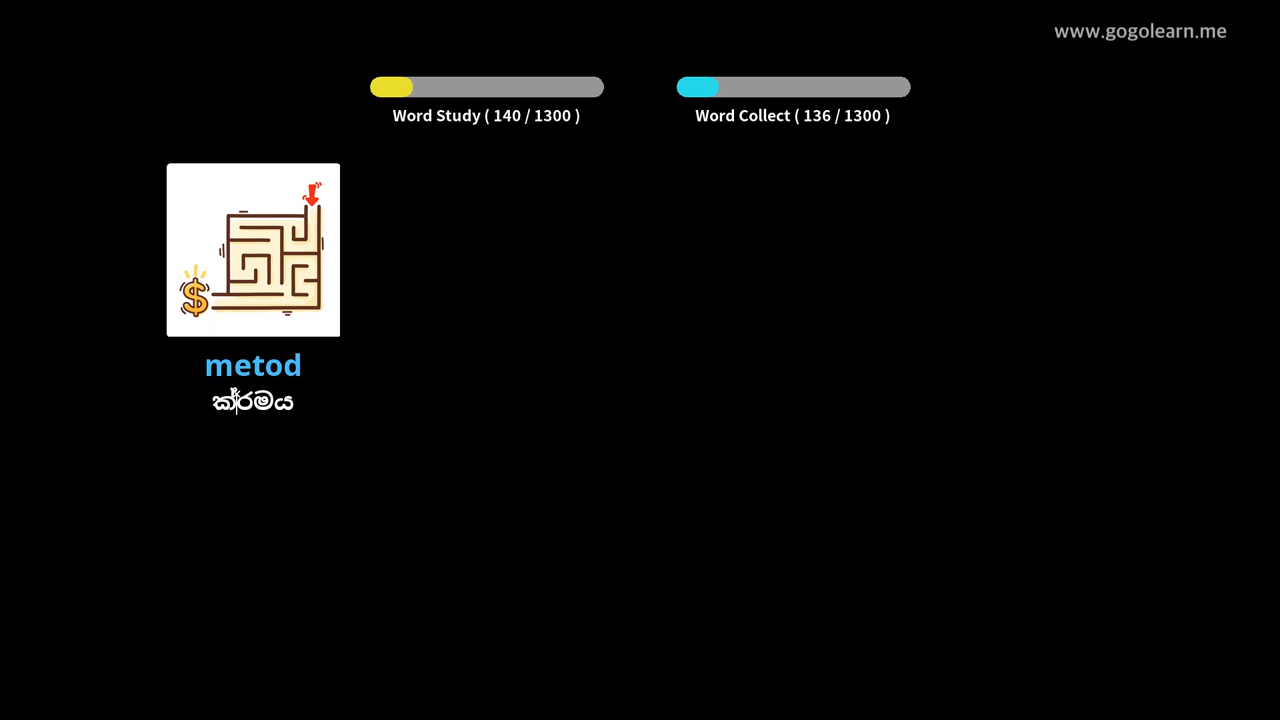 www.gogolearn.me
Word Study ( 140 / 1300 )
Word Collect ( 136 / 1300 )
$
metod
ක්‍රමය